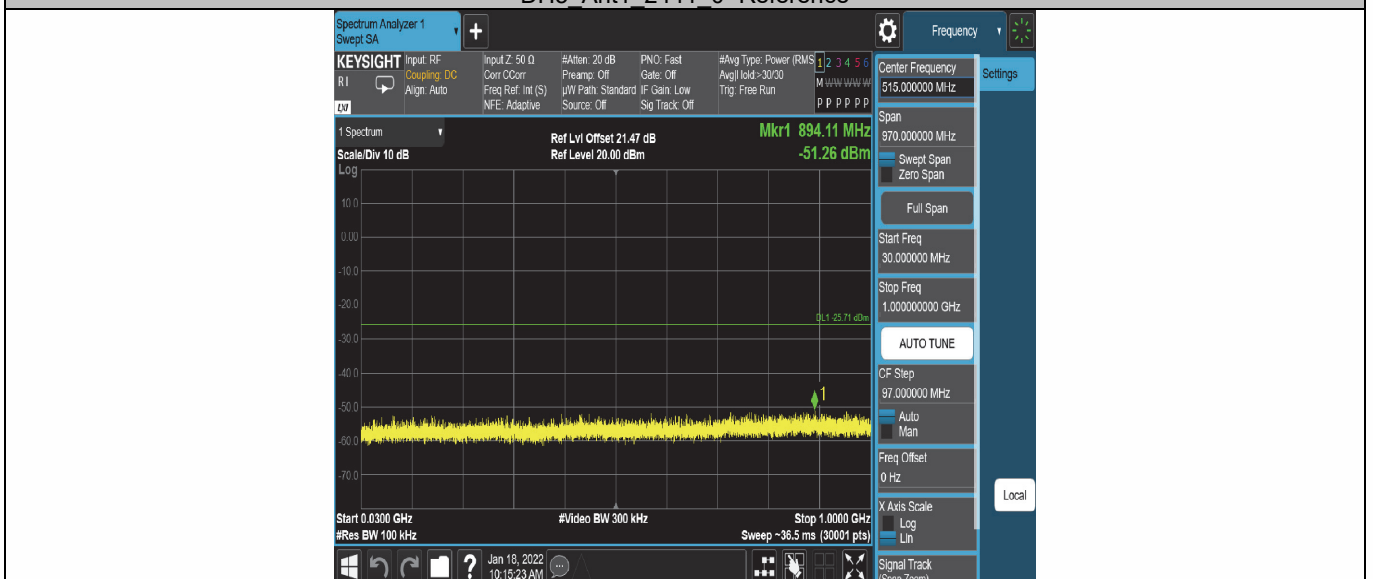 Spectrum Analyzer 1
Swept SA
Frequency
KEYSIGHT
Input: RF
Coupling: DC
Align: Auto
Input Z: 50 Ω
Corr CCorr
Freq Ref: Int (S)
NFE: Adaptive
#Atten: 20 dB
Preamp: Off
µW Path: Standard
Source: Off
PNO: Fast
Gate: Off
IF Gain: Low
Sig Track: Off
#Avg Type: Power (RMS
Trig: Free Run
1 2 3 4 5 6
M W W W W W
P P P P P P
1 Spectrum
Scale/Div 10 dB
Log
Ref Lvl Offset 21.47 dB
Ref Level 20.00 dBm
Mkr1 894.11 MHz
-51.26 dBm
10.0
0.00
-10.0
-20.0
DL1 -25.71 dBm
-30.0
-40.0
1
-50.0
-60.0
-70.0
Start 0.0300 GHz
#Video BW 300 kHz
Stop 1.0000 GHz
#Res BW 100 kHz
Sweep ~36.5 ms (30001 pts)
Jan 18, 2022
10:15:23 AM
Center Frequency
515.000000 MHz
Settings
Span
970.000000 MHz
Swept Span
Zero Span
Full Span
Start Freq
30.000000 MHz
Stop Freq
1.000000000 GHz
AUTO TUNE
CF Step
97.000000 MHz
Auto
Man
Freq Offset
0 Hz
Local
X Axis Scale
Log
Lin
Signal Track